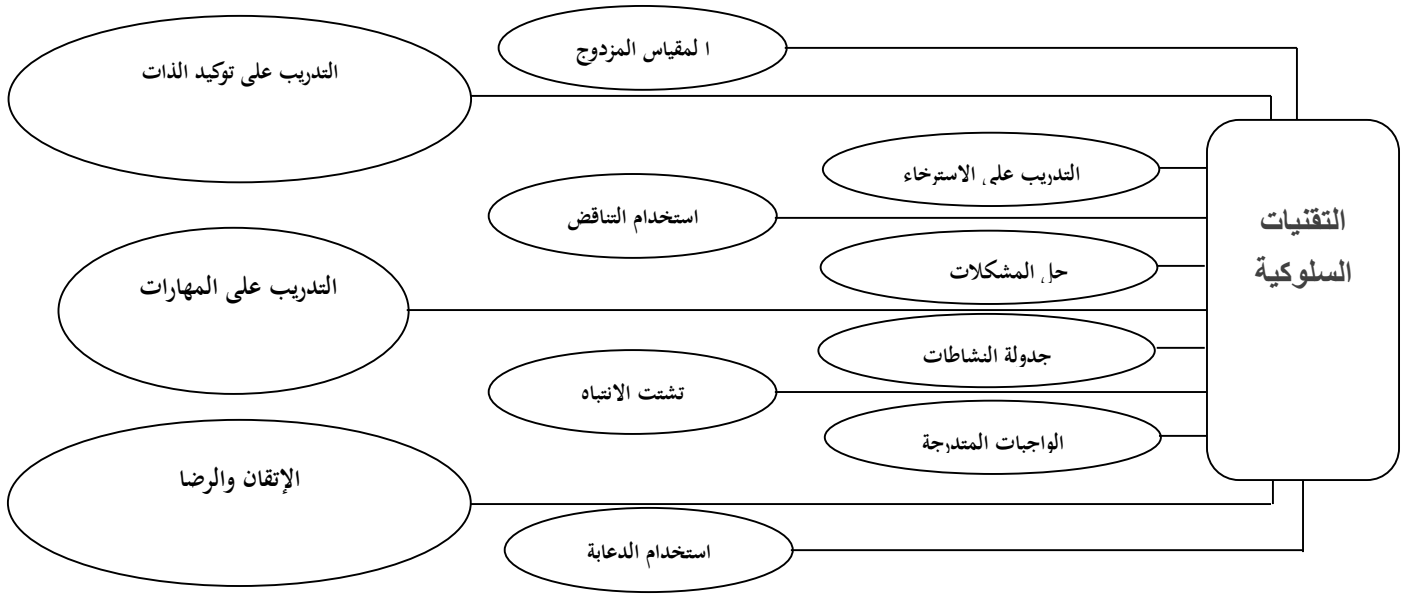 التقنيات
السلوكية
ا لمقياس المزدوج
التدريب على توكيد الذات
التدريب على الاسترخاء
استخدام التناقض
حل المشكلات
التدريب على المهارات
جدولة النشاطات
تشتت الانتباه
الواجبات المتدرجة
الإتقان والرضا
استخدام الدعابة